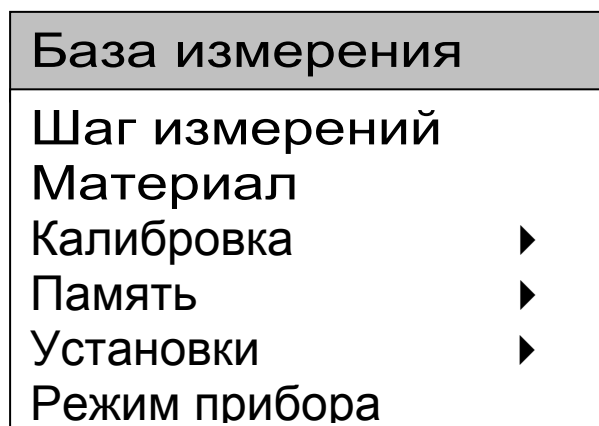 База измерения
Шаг измерений
Материал
Калибровка
Память
Установки
Режим прибора